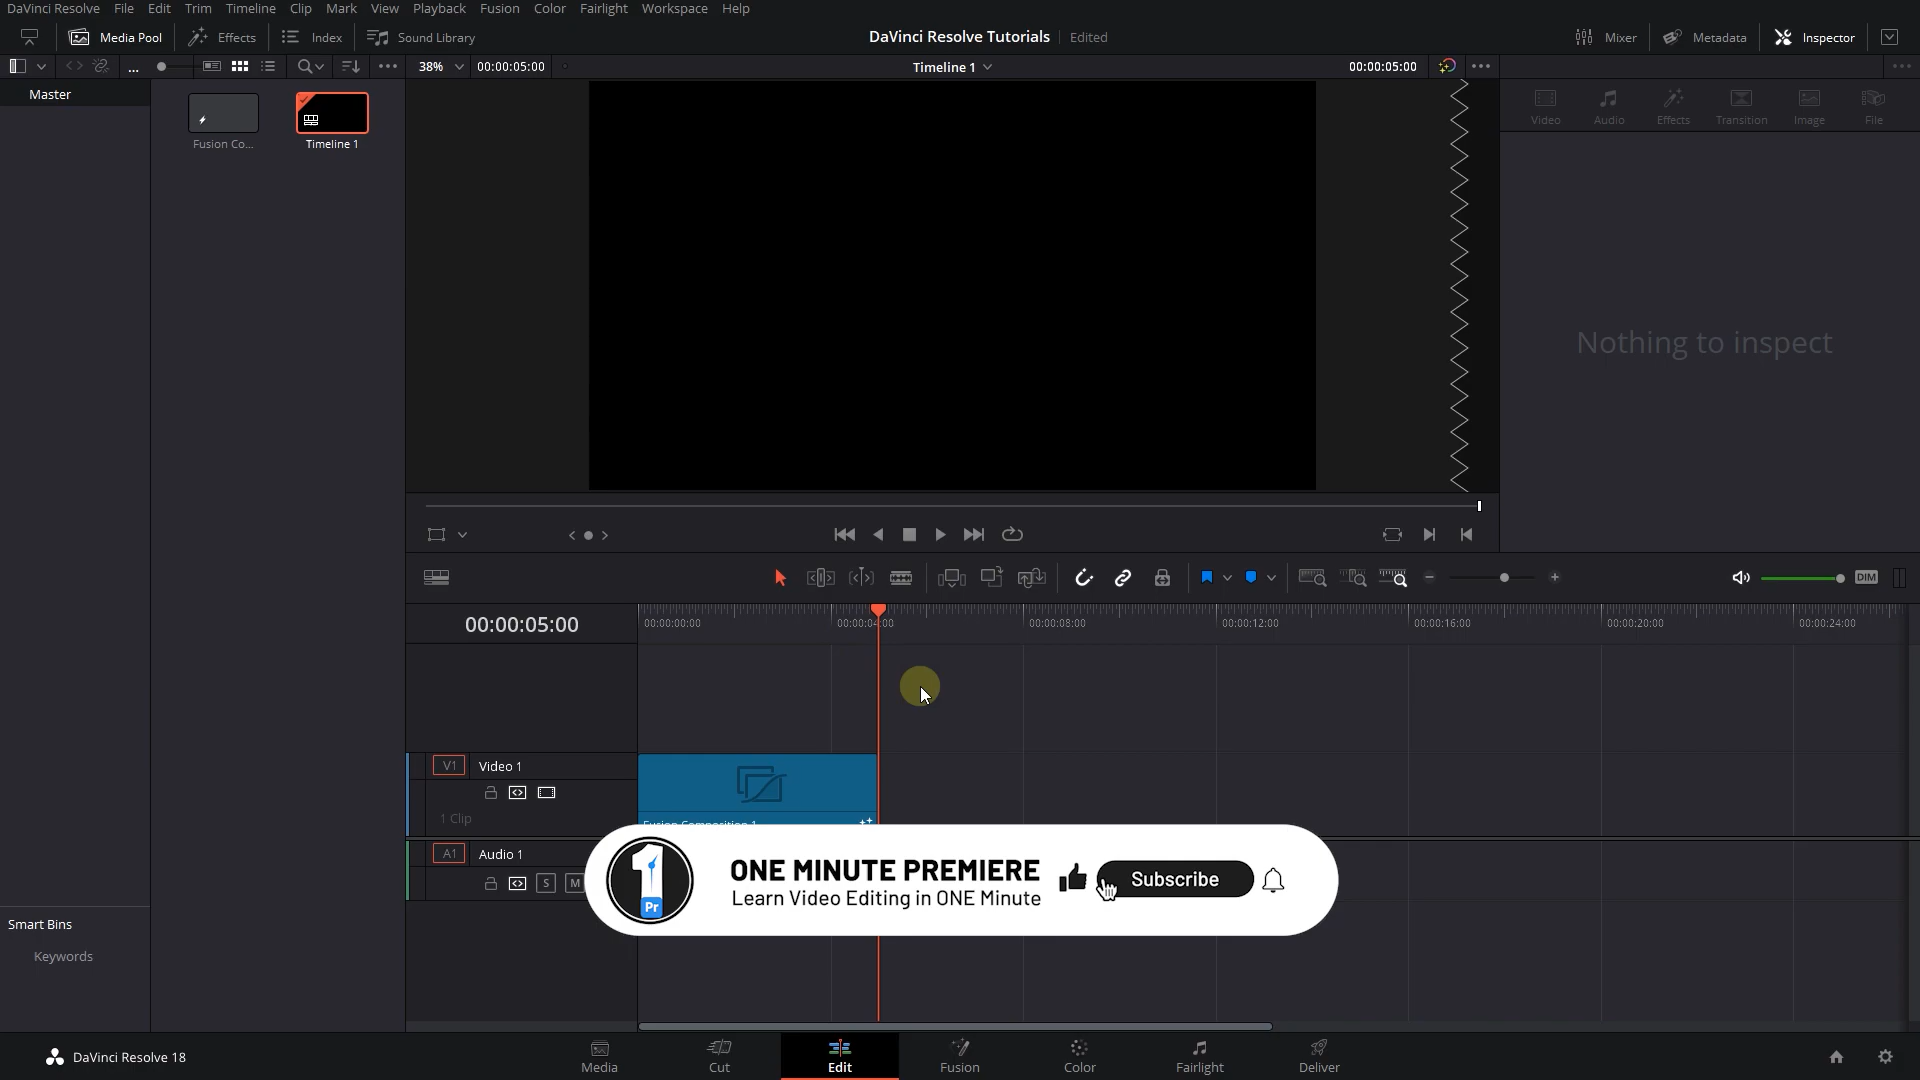 DaVinci Resolve File Edit Trim Timeline Clip Mark View Playback Fusion Color Fairlight Workspace Help
Media Pool Effects Index Sound Library DaVinci Resolve Tutorials Edited Mixer Metadata Inspector
38% 00:00:05:00 Timeline 1 00:00:05:00
Master
Fusion Co... Timeline 1
Video Audio Effects Transition Image File
Nothing to inspect
DIM
00:00:05:00
00:00:00:00 00:00:04:00 00:00:08:00 00:00:12:00 00:00:16:00 00:00:20:00 00:00:24:00
V1 Video 1
1 Clip
Fusion Composition 1
A1 Audio 1
S M
1
Pr
ONE MINUTE PREMIERE
Learn Video Editing in ONE Minute
Subscribe
Smart Bins
Keywords
DaVinci Resolve 18
Media Cut Edit Fusion Color Fairlight Deliver